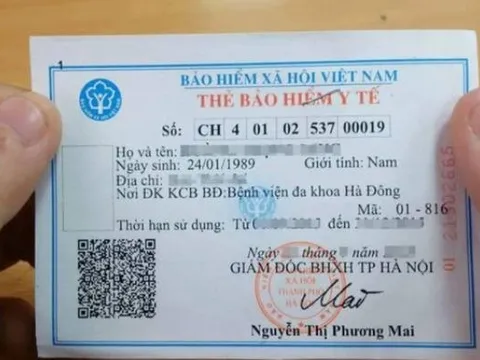 1
BẢO HIỂM XÃ HỘI VIỆT NAM
THẺ BẢO HIỂM Y TẾ
Số: CH 4 01 02 537 00019
Họ và tên:
Ngày sinh: 24/01/1989 Giới tính: Nam
Địa chỉ:
Nơi ĐK KCB BĐ:Bệnh viện đa khoa Hà Đông
Mã: 01 - 816
Thời hạn sử dụng: Từ đến
Ngày tháng năm
GIÁM ĐỐC BHXH TP HÀ NỘI
Nguyễn Thị Phương Mai